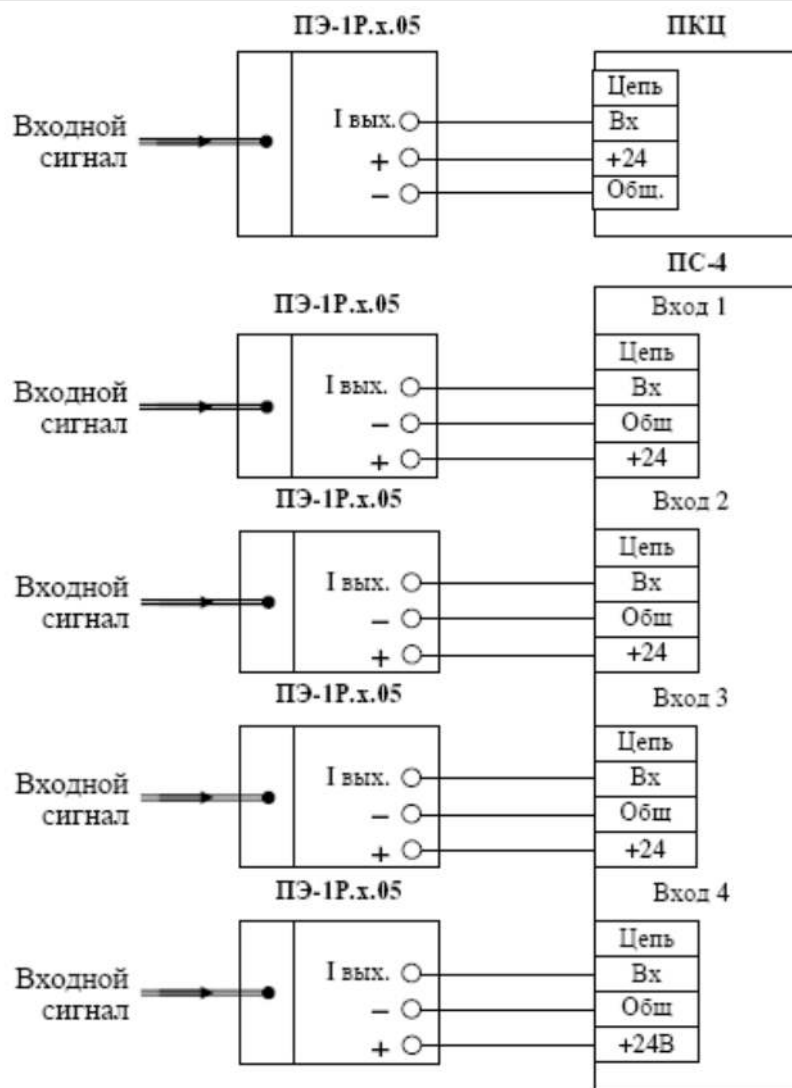 ПЭ-1Р.х.05 ПКЦ
Цепь
Входной
сигнал
I вых. Вх
+ +24
– Общ.
ПС-4
ПЭ-1Р.х.05 Вход 1
Цепь
Входной
сигнал
I вых. Вх
– Общ
+ +24
ПЭ-1Р.х.05 Вход 2
Цепь
Входной
сигнал
I вых. Вх
– Общ
+ +24
ПЭ-1Р.х.05 Вход 3
Цепь
Входной
сигнал
I вых. Вх
– Общ
+ +24
ПЭ-1Р.х.05 Вход 4
Цепь
Входной
сигнал
I вых. Вх
– Общ
+ +24В